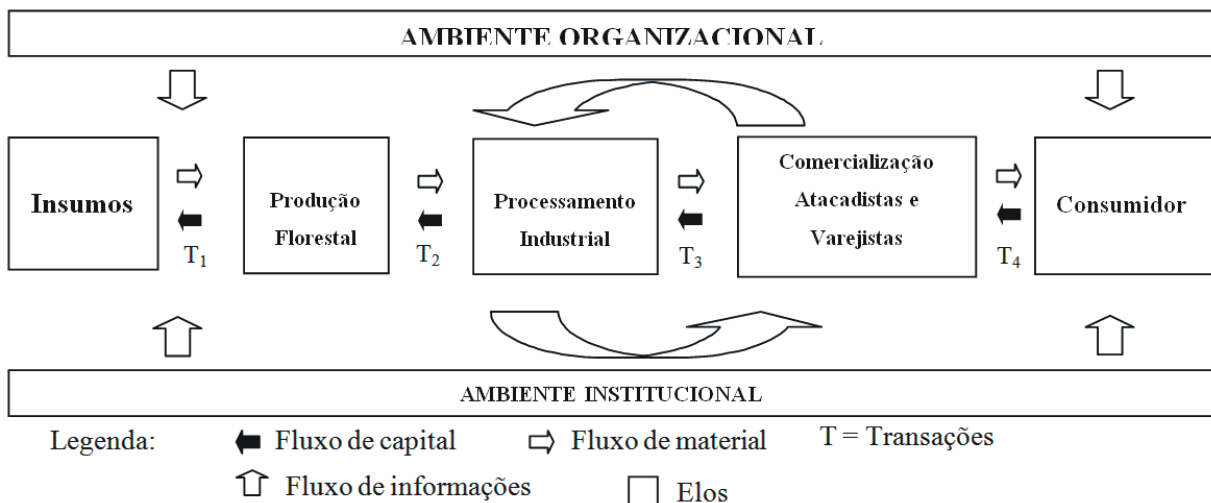 AMBIENTE ORGANIZACIONAL
Insumos
T1
Produção
Florestal
T2
Processamento
Industrial
T3
Comercialização
Atacadistas e
Varejistas
T4
Consumidor
AMBIENTE INSTITUCIONAL
Legenda:
Fluxo de capital
Fluxo de material
T = Transações
Fluxo de informações
Elos